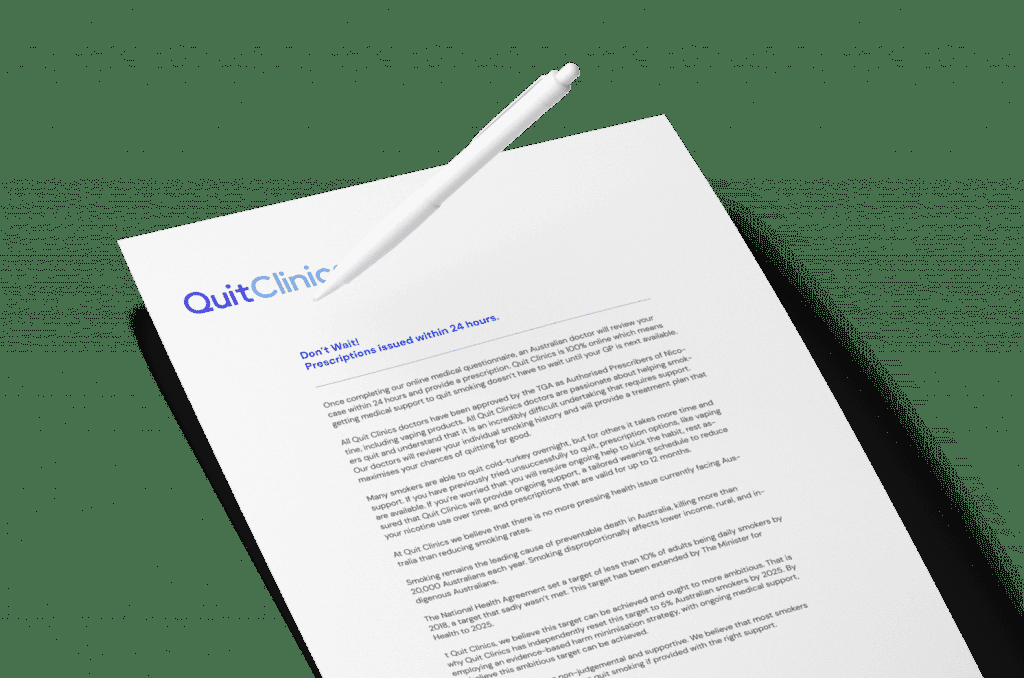 QuitClinics
Don't Wait!
Prescriptions issued within 24 hours.
Once completing our online medical questionnaire, an Australian doctor will review your
case within 24 hours and provide a prescription. Quit Clinics is 100% online which means
getting medical support to quit smoking doesn't have to wait until your GP is next available.
All Quit Clinics doctors have been approved by the TGA as Authorised Prescribers of Nico-
tine, including vaping products. All Quit Clinics doctors are passionate about helping smok-
ers quit and understand that it is an incredibly difficult undertaking that requires support.
Our doctors will review your individual smoking history and will provide a treatment plan that
maximises your chances of quitting for good.
Many smokers are able to quit cold-turkey overnight, but for others it takes more time and
support. If you have previously tried unsuccessfully to quit, prescription options, like vaping
are available. If you're worried that you will require ongoing help to kick the habit, rest as-
sured that Quit Clinics will provide ongoing support, a tailored weaning schedule to reduce
your nicotine use over time, and prescriptions that are valid for up to 12 months.
At Quit Clinics we believe that there is no more pressing health issue currently facing Aus-
tralia than reducing smoking rates.
Smoking remains the leading cause of preventable death in Australia, killing more than
20,000 Australians each year. Smoking disproportionally affects lower income, rural, and in-
digenous Australians.
The National Health Agreement set a target of less than 10% of adults being daily smokers by
2018, a target that sadly wasn't met. This target has been extended by The Minister for
Health to 2025.
t Quit Clinics, we believe this target can be achieved and ought to more ambitious. That is
why Quit Clinics has independently reset this target to 5% Australian smokers by 2025. By
employing an evidence-based harm minimisation strategy, with ongoing medical support,
believe this ambitious target can be achieved.
non-judgemental and supportive. We believe that most smokers
quit smoking if provided with the right support.